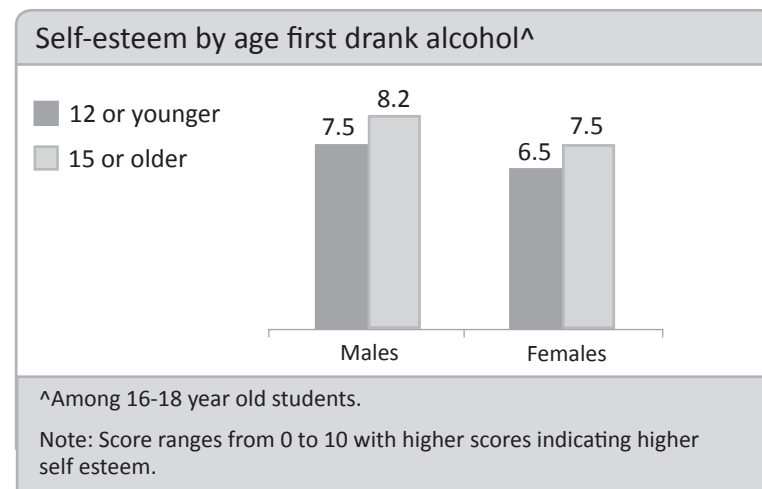 Self-esteem by age first drank alcohol^
12 or younger
15 or older
7.5
8.2
6.5
7.5
Males
Females
^Among 16-18 year old students.
Note: Score ranges from 0 to 10 with higher scores indicating higher
self esteem.